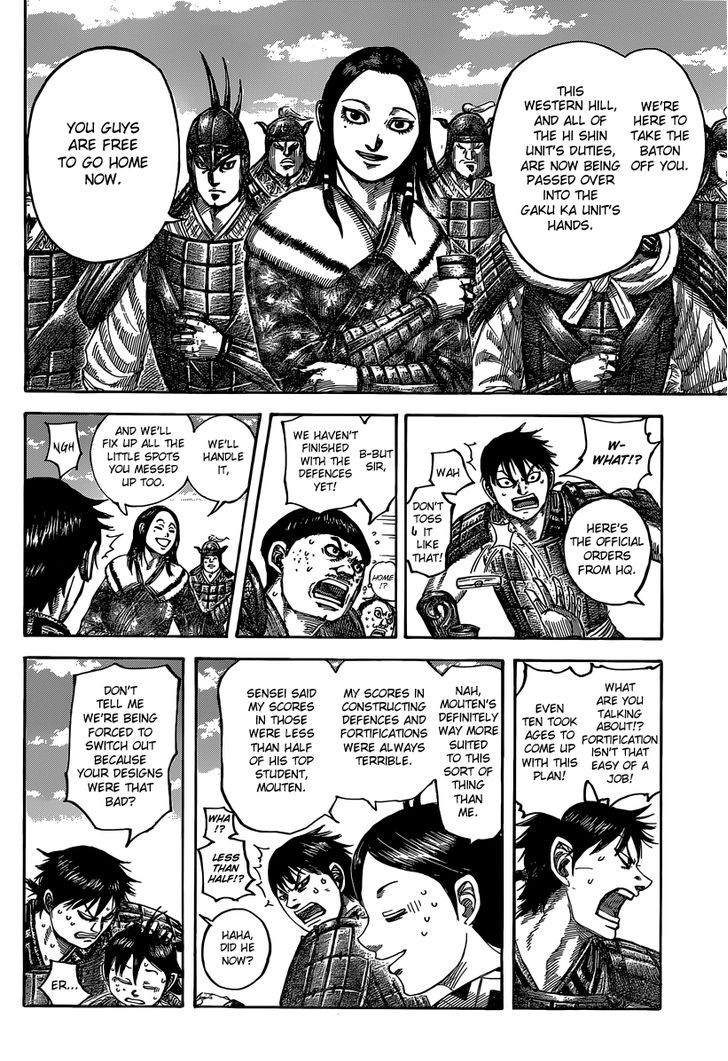 WE'RE
HERE TO
TAKE THE
BATON
OFF YOU.
THIS
WESTERN HILL,
AND ALL OF
THE HI SHIN
UNIT'S DUTIES,
ARE NOW BEING
PASSED OVER
INTO THE
GAKU KA UNIT'S
HANDS.
YOU GUYS
ARE FREE
TO GO HOME
NOW.
W-
WHAT!?
HERE'S
THE OFFICIAL
ORDERS
FROM HQ.
WAH
DON'T
TOSS
IT
LIKE
THAT!
B-BUT
SIR,
WE HAVEN'T
FINISHED
WITH THE
DEFENCES
YET!
HOME
!?
WE'LL
HANDLE
IT,
AND WE'LL
FIX UP ALL THE
LITTLE SPOTS
YOU MESSED
UP TOO.
NGH
WHAT
ARE YOU
TALKING
ABOUT!?
FORTIFICATION
ISN'T THAT
EASY OF A
JOB!
EVEN
TEN TOOK
AGES TO
COME UP
WITH THIS
PLAN!
NAH,
MOUTEN'S
DEFINITELY
WAY MORE
SUITED
TO THIS
SORT OF
THING
THAN
ME.
MY SCORES IN
CONSTRUCTING
DEFENCES AND
FORTIFICATIONS
WERE ALWAYS
TERRIBLE.
SENSEI SAID
MY SCORES
IN THOSE
WERE LESS
THAN HALF
OF HIS TOP
STUDENT,
MOUTEN.
WHA
!?
LESS
THAN
HALF!?
HAHA,
DID HE
NOW?
DON'T
TELL ME
WE'RE BEING
FORCED TO
SWITCH OUT
BECAUSE
YOUR DESIGNS
WERE THAT
BAD?
ER...